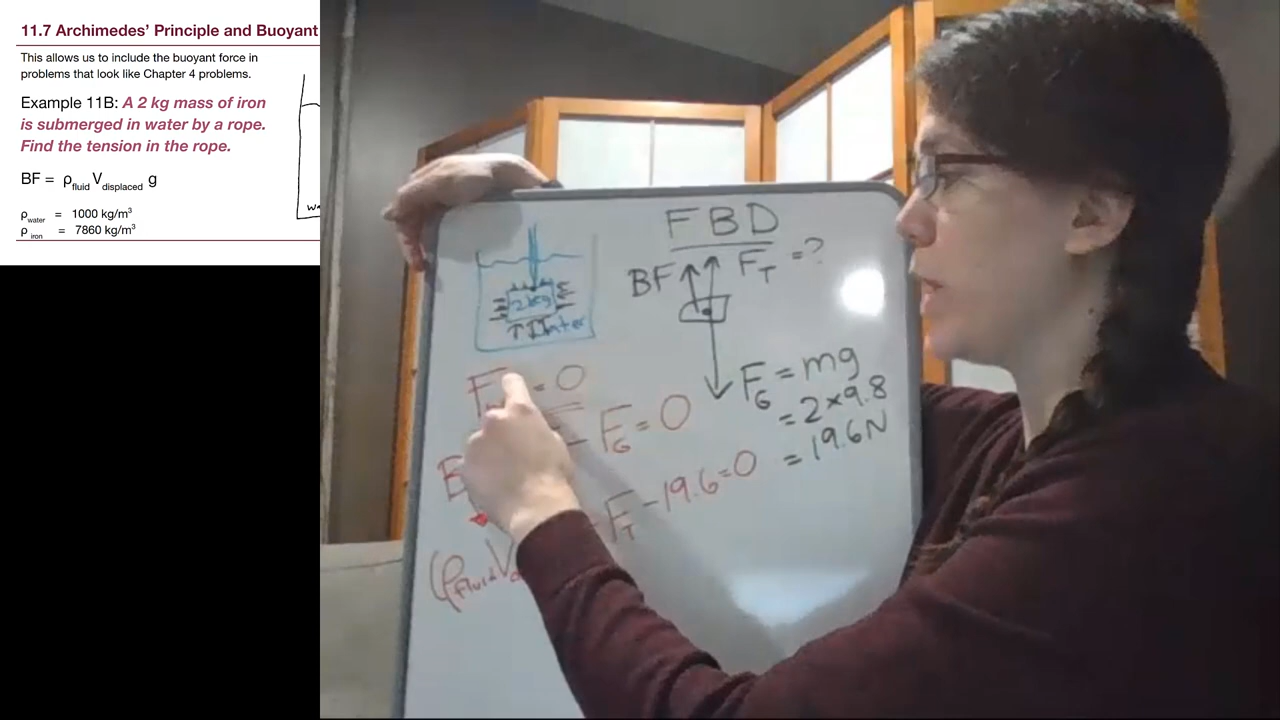 11.7 Archimedes' Principle and Buoyant
This allows us to include the buoyant force in
problems that look like Chapter 4 problems.
Example 11B: A 2 kg mass of iron
is submerged in water by a rope.
Find the tension in the rope.
BF = ρfluid Vdisplaced g
ρwater = 1000 kg/m³
ρiron = 7860 kg/m³
FBD
BF FT = ?
2kg
FG = mg
= 2×9.8
= 19.6N
= 0
- FG = 0
FT - 19.6 = 0
(ρfluid V